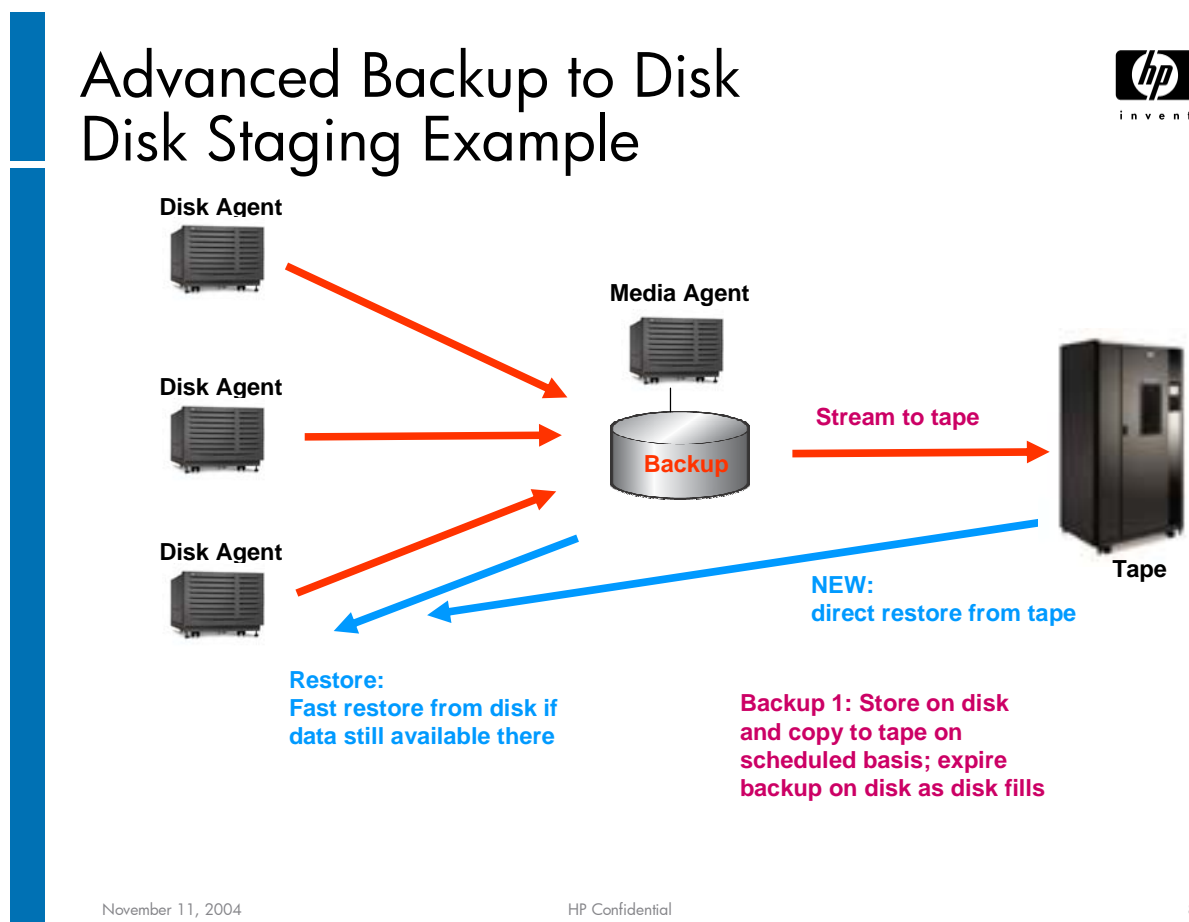 Advanced Backup to Disk
Disk Staging Example
hp
invent
Disk Agent
Media Agent
Disk Agent
Stream to tape
Backup
Disk Agent
Tape
NEW:
direct restore from tape
Restore:
Fast restore from disk if
data still available there
Backup 1: Store on disk
and copy to tape on
scheduled basis; expire
backup on disk as disk fills
November 11, 2004
HP Confidential